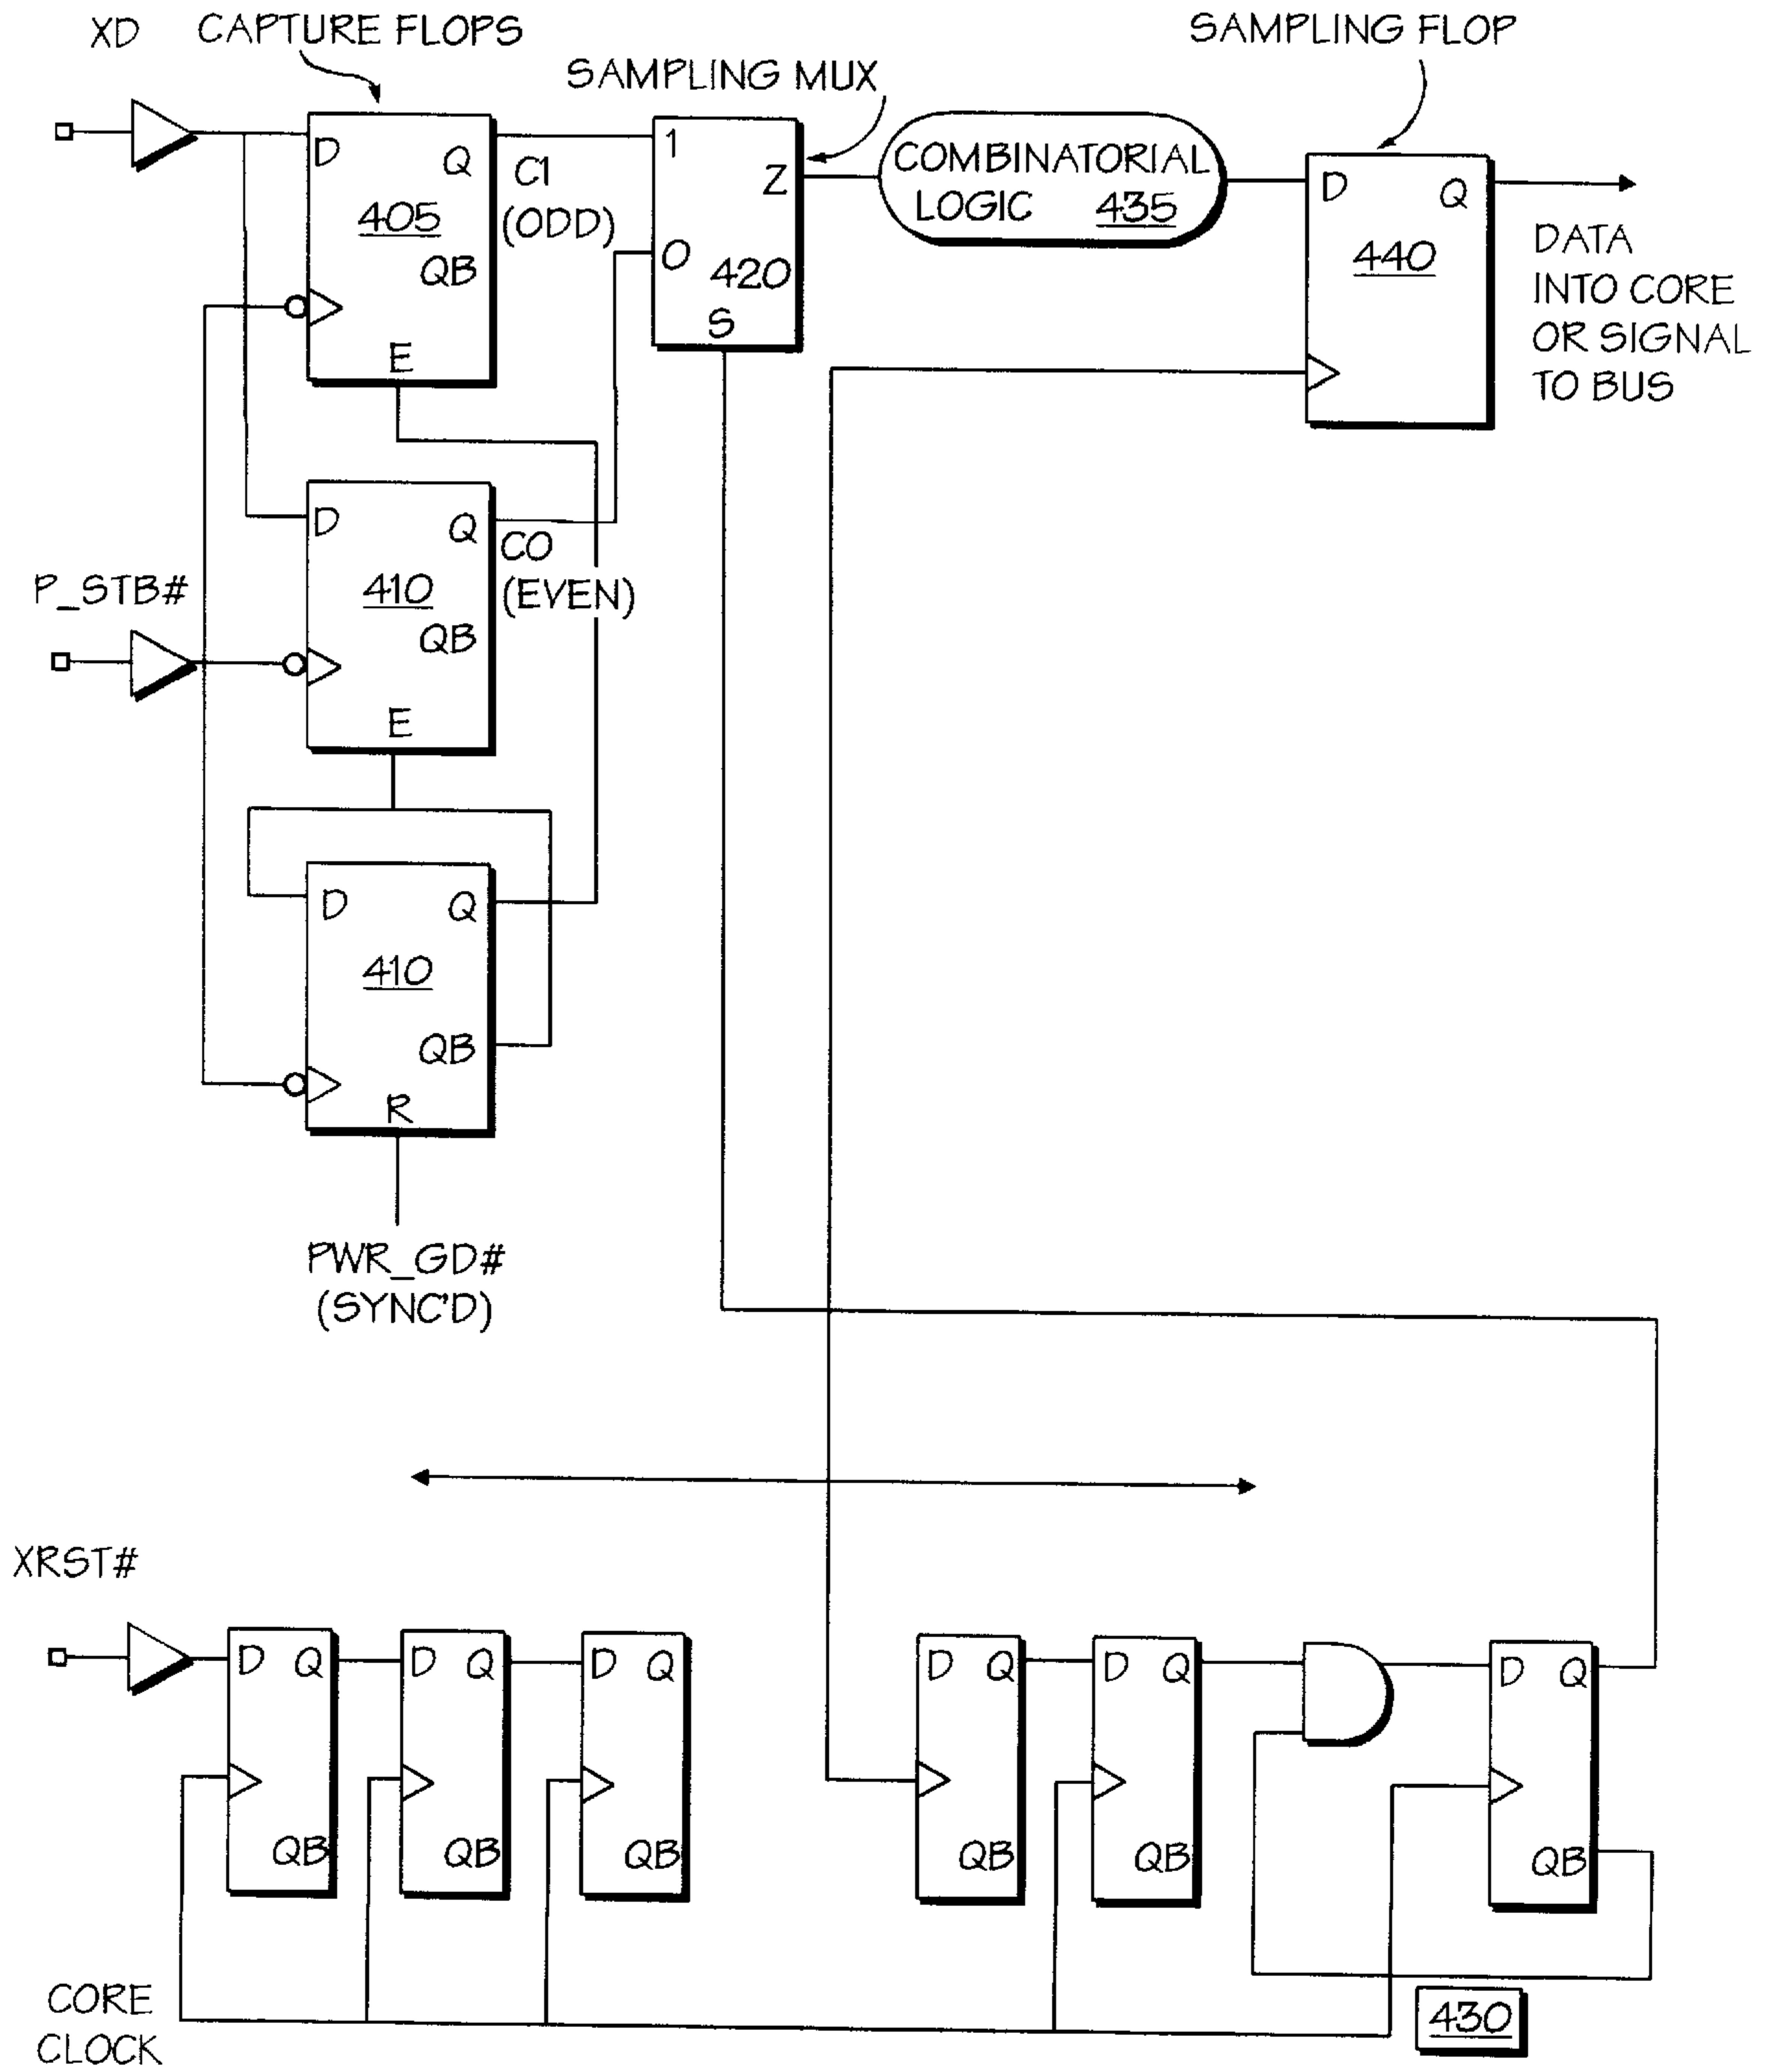 XD
CAPTURE FLOPS
SAMPLING MUX
SAMPLING FLOP
D
Q
405
QB
E
C1
(ODD)
1
Z
0
420
S
COMBINATORIAL
LOGIC 435
D
Q
440
DATA
INTO CORE
OR SIGNAL
TO BUS
P_STB#
D
Q
410
QB
E
C0
(EVEN)
D
Q
410
QB
R
PWR_GD#
(SYNC'D)
XRST#
D Q
QB
D Q
QB
D Q
QB
D Q
QB
D Q
QB
D Q
QB
CORE
CLOCK
430